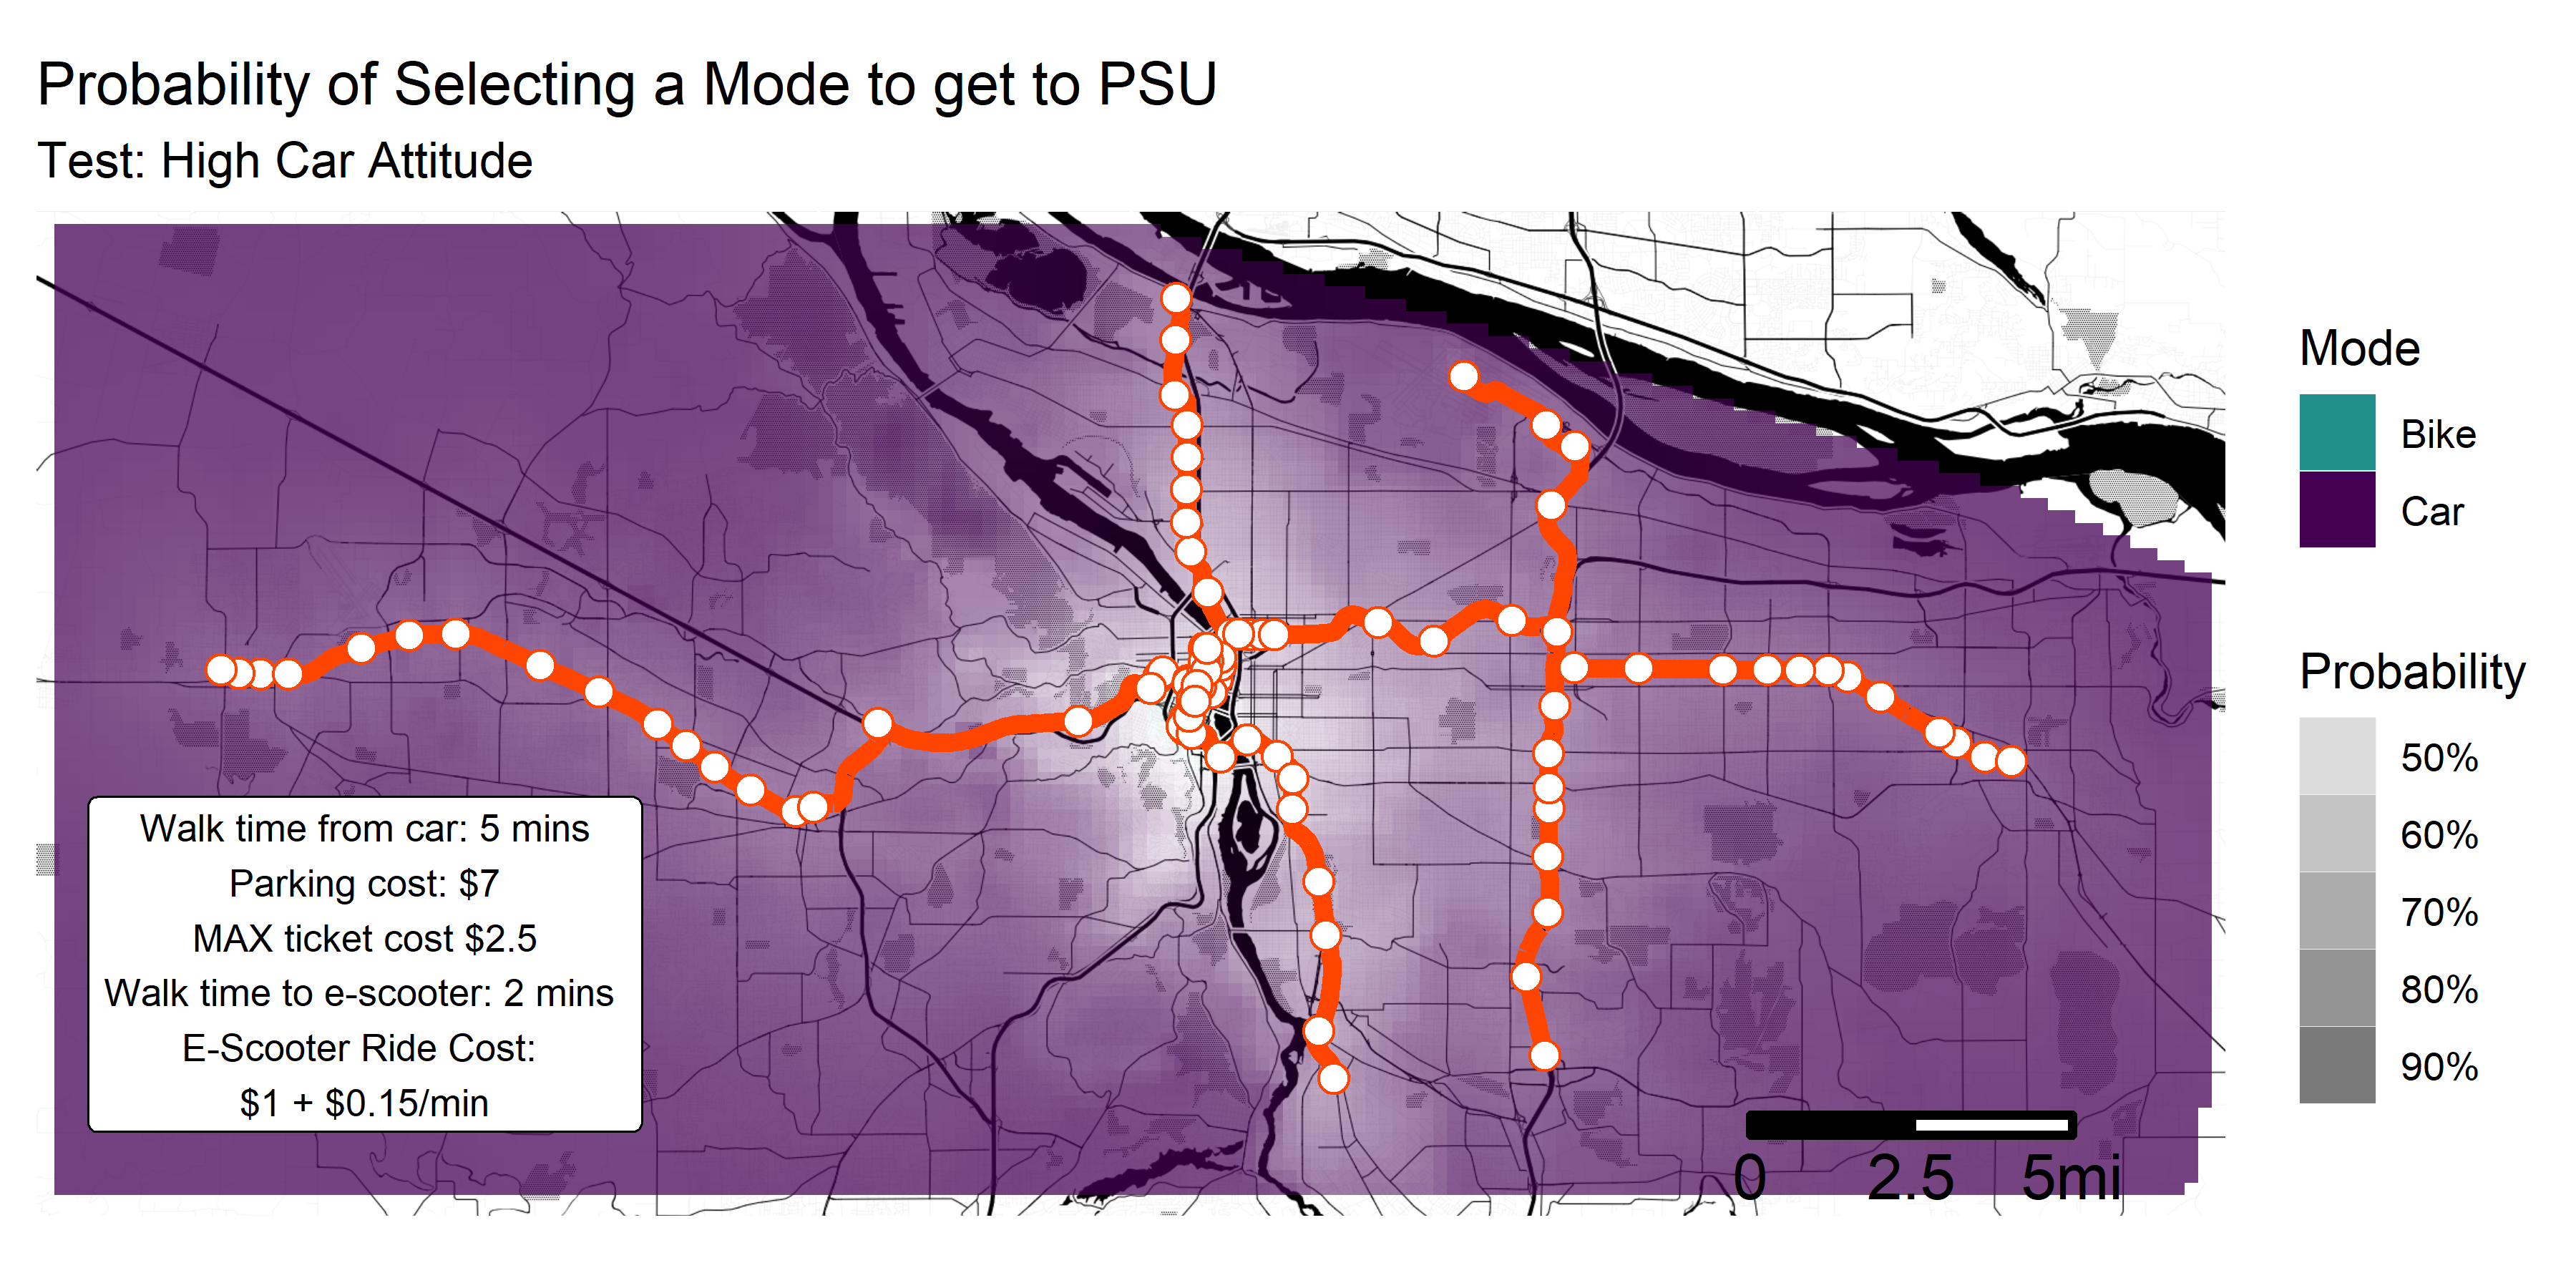 Probability of Selecting a Mode to get to PSU
Test: High Car Attitude
Walk time from car: 5 mins
Parking cost: $7
MAX ticket cost $2.5
Walk time to e-scooter: 2 mins
E-Scooter Ride Cost:
$1 + $0.15/min
0 2.5 5mi
Mode
Bike
Car
Probability
50%
60%
70%
80%
90%